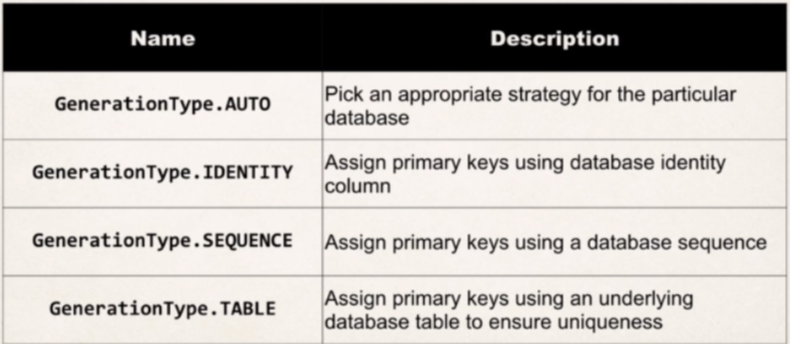 Name Description
GenerationType.AUTO
Pick an appropriate strategy for the particular
database
GenerationType.IDENTITY
Assign primary keys using database identity
column
GenerationType.SEQUENCE
Assign primary keys using a database sequence
GenerationType.TABLE
Assign primary keys using an underlying
database table to ensure uniqueness